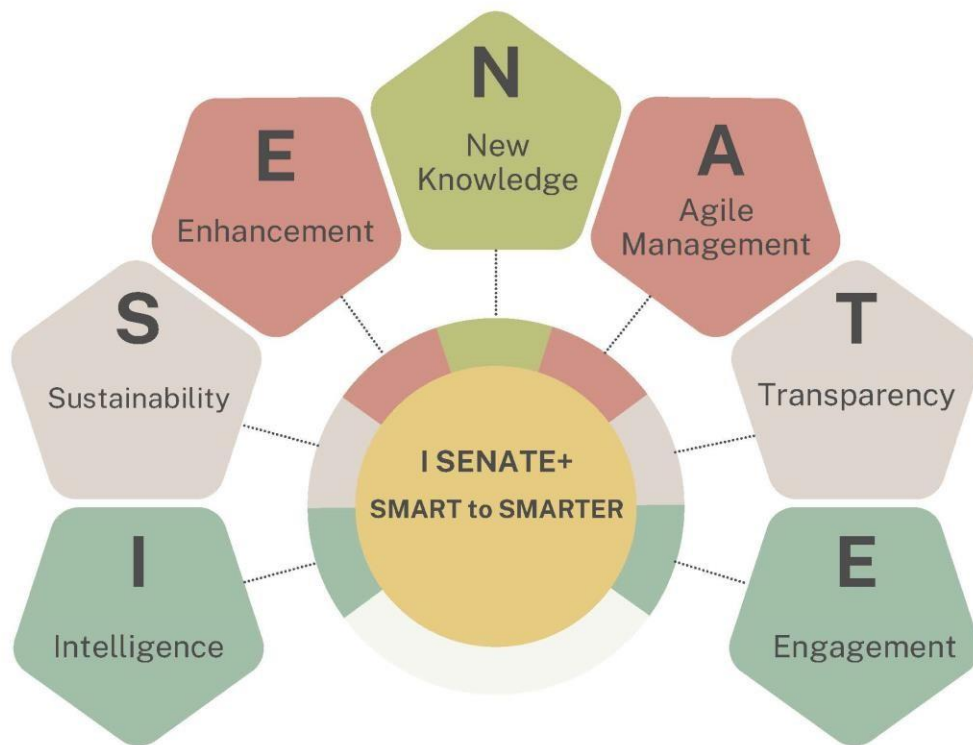 N
New
Knowledge
E
Enhancement
A
Agile
Management
S
Sustainability
T
Transparency
I SENATE+
SMART to SMARTER
I
Intelligence
E
Engagement